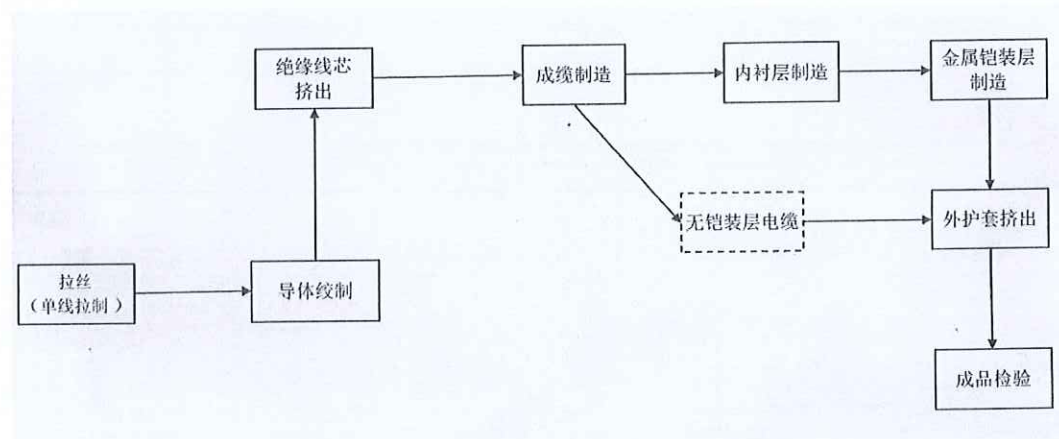 绝缘线芯
挤出
成缆制造
内衬层制造
金属铠装层
制造
无铠装层电缆
外护套挤出
拉丝
（单线拉制）
导体绞制
成品检验